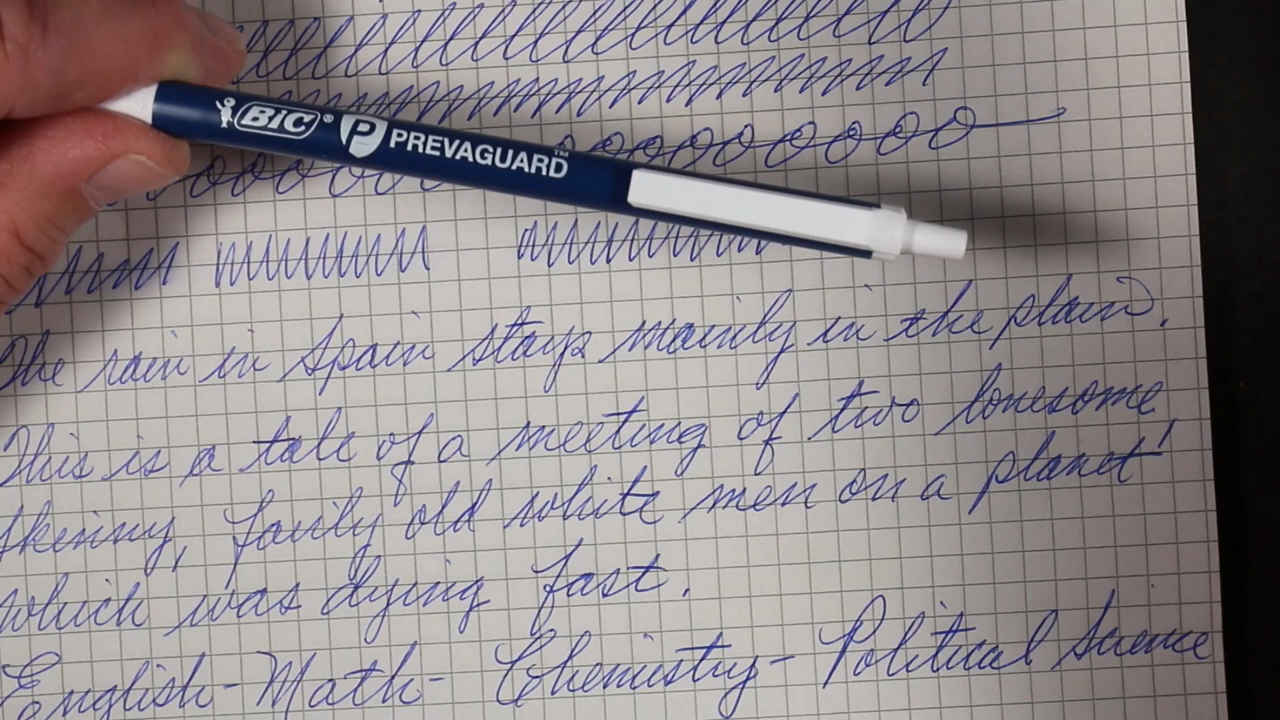 BiC® P PREVAGUARD™
The rain in Spain stays mainly in the plain.
This is a tale of a meeting of two lonesome,
skinny, fairly old white men on a planet
which was dying fast.
English - Math - Chemistry - Political Science